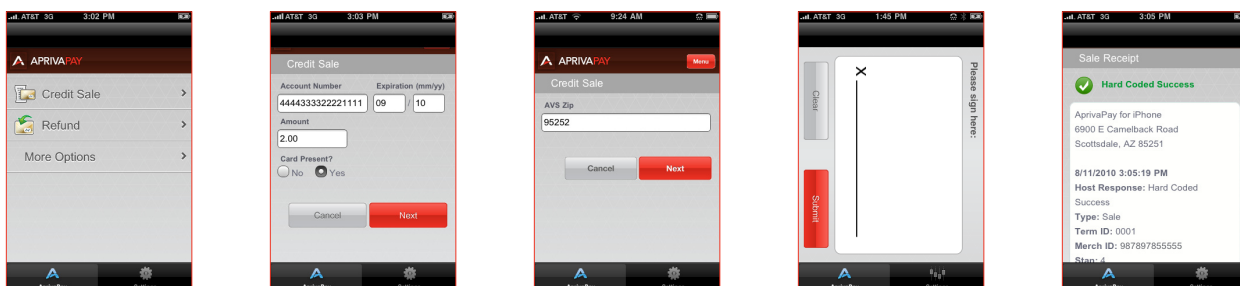 AT&T 3G 3:02 PM
APRIVAPAY
Credit Sale
Refund
More Options
AT&T 3G 3:03 PM
Credit Sale
Account Number Expiration (mm/yy)
4444333322221111 09 / 10
Amount
2.00
Card Present?
No Yes
Cancel Next
AT&T 9:24 AM
APRIVAPAY Menu
Credit Sale
AVS Zip
95252
Cancel Next
AT&T 3G 1:45 PM
Please sign here:
X
Clear
Submit
AT&T 3G 3:05 PM
Sale Receipt
Hard Coded Success
AprivaPay for iPhone
6900 E Camelback Road
Scottsdale, AZ 85251
8/11/2010 3:05:19 PM
Host Response: Hard Coded
Success
Type: Sale
Term ID: 0001
Merch ID: 987897855555
Stan: 4